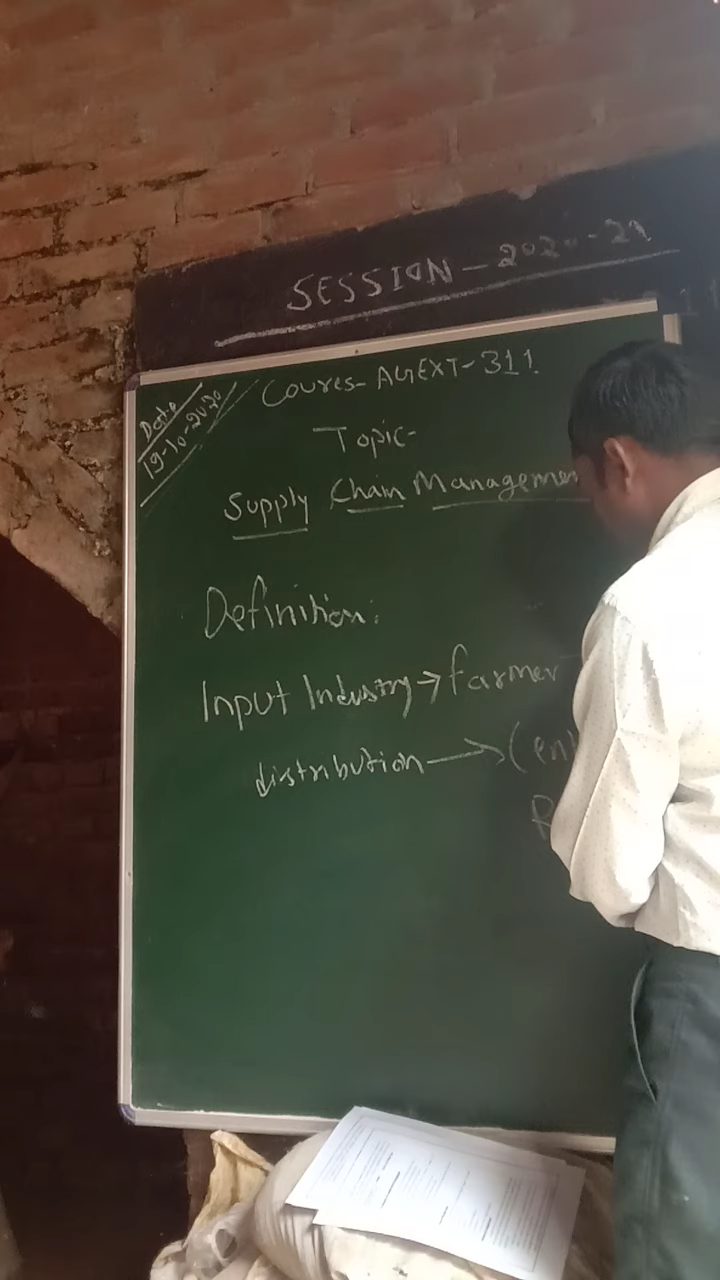 SESSION - 2020-21
Date
19-10-2020
Coures- AGEXT-311.
Topic-
Supply Chain Managemen
Definition:
Input Industry → farmer
distribution → (en
R